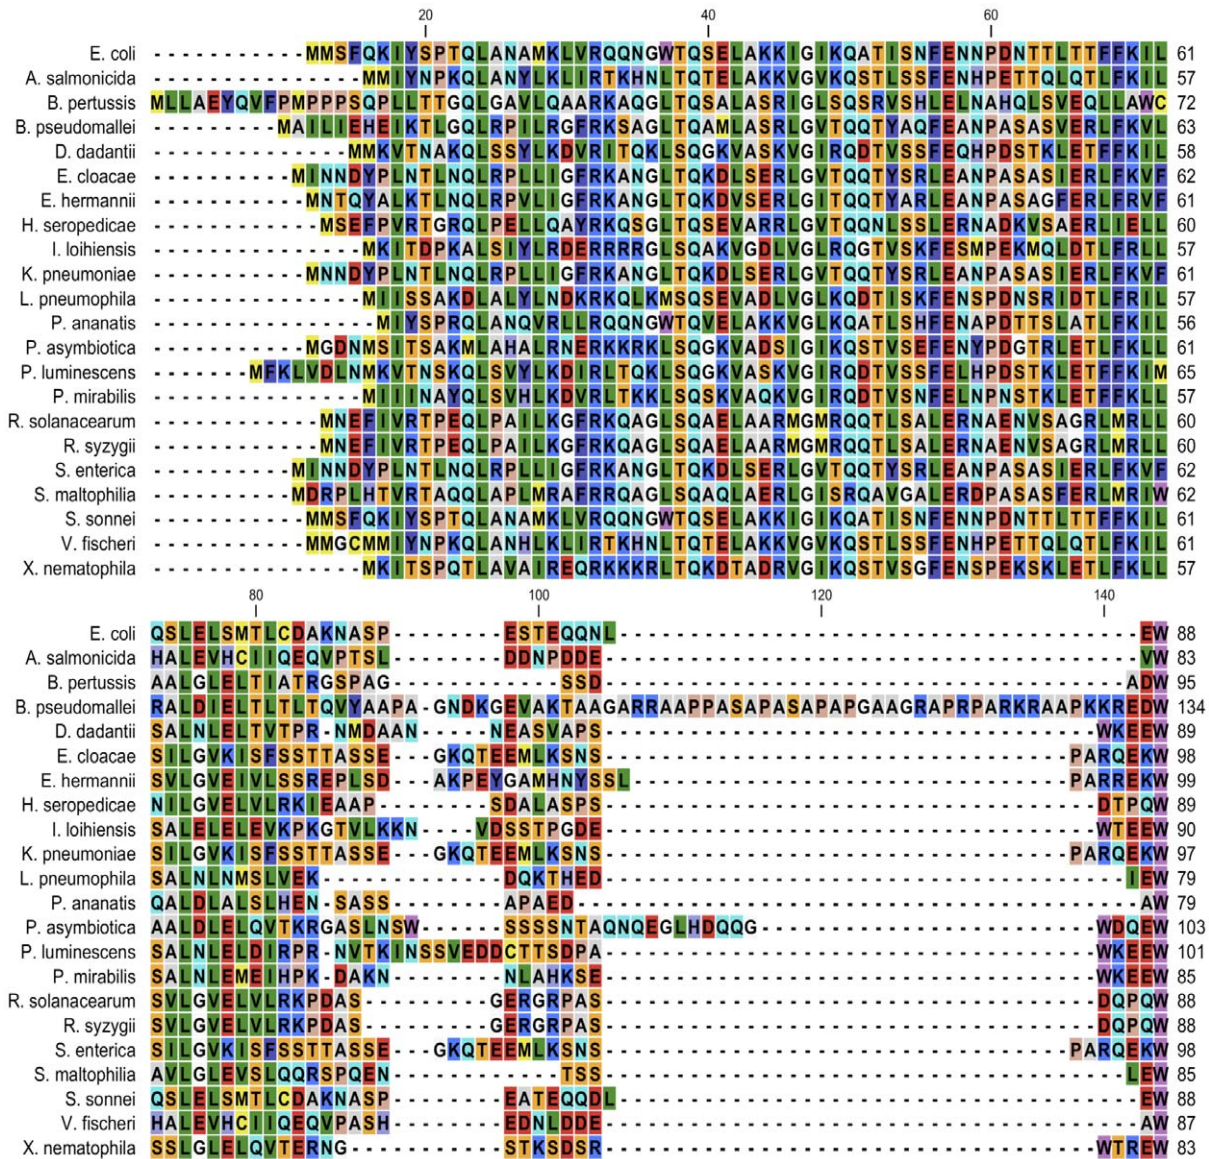 20 40 60
E. coli -----------MMSFQKIYSPTQLANAMKLVRQQNGWTQSELAKKIGIKQATISNFENNPDNTTLTTFFKIL 61
A. salmonicida ---------------MMIYNPKQLANYLKLIRTKHNLTQTELAKKVGVKQSTLSSFENHPETTQLQTLFKIL 57
B. pertussis MLLAEYQVFPMPPPSQPLLTTGQLGAVLQAARKAQGLTQSALASRIGLSQSRVSHLELNAHQLSVEQLLAWC 72
B. pseudomallei ---------MAILIEHEIKTLGQLRPILRGFRKSAGLTQAMLASRLGVTQQTYAQFEANPASASVERLFKVL 63
D. dadantii --------------MMKVTNAKQLSSYLKDVRITQKLSQGKVASKVGIRQDTVSSFEQHPDSTKLETFFKIL 58
E. cloacae ----------MINNDYPLNTLNQLRPLLIGFRKANGLTQKDLSERLGVTQQTYSRLEANPASASIERLFKVF 62
E. hermannii -----------MNTQYALKTLNQLRPVLIGFRKANGLTQKDVSERLGITQQTYARLEANPASAGFERLFRVF 61
H. seropedicae ------------MSEFPVRTGRQLPELLQAYRKQSGLTQSEVARRLGVTQQNLSSLERNADKVSAERLIELL 60
I. loihiensis ---------------MKITDPKALSIYLRDERRRRGLSQAKVGDLVGLRQGTVSKFESMPEKMQLDTLFRLL 57
K. pneumoniae -----------MNNDYPLNTLNQLRPLLIGFRKANGLTQKDLSERLGVTQQTYSRLEANPASASIERLFKVF 61
L. pneumophila ---------------MIISSAKDLALYLNDKRKQLKMSQSEVADLVGLKQDTISKFENSPDNSRIDTLFRIL 57
P. ananatis ----------------MIYSPRQLANQVRLLRQQNGWTQVELAKKVGLKQATLSHFENAPDTTSLATLFKIL 56
P. asymbiotica -----------MGDNMSITSAKMLAHALRNERKKRKLSQGKVADSIGIKQSTVSEFENYPDGTRLETLFKLL 61
P. luminescens -------MFKLVDLNMKVTNSKQLSVYLKDIRLTQKLSQGKVASKVGIRQDTVSSFELHPDSTKLETFFKIM 65
P. mirabilis ---------------MIIINAYQLSVHLKDVRLTKKLSQSKVAQKVGIRQDTVSNFELNPNSTKLETFFKLL 57
R. solanacearum ------------MNEFIVRTPEQLPAILKGFRKQAGLSQAELAARMGMRQQTLSALERNAENVSAGRLMRLL 60
R. syzygii ------------MNEFIVRTPEQLPAILKGFRKQAGLSQAELAARMGMRQQTLSALERNAENVSAGRLMRLL 60
S. enterica ----------MINNDYPLNTLNQLRPLLIGFRKANGLTQKDLSERLGVTQQTYSRLEANPASASIERLFKVF 62
S. maltophilia ----------MDRPLHTVRTAQQLAPLMRAFRRQAGLSQAQLAERLGISRQAVGALERDPASASFERLMRIW 62
S. sonnei -----------MMSFQKIYSPTQLANAMKLVRQQNGWTQSELAKKIGIKQATISNFENNPDNTTLTTFFKIL 61
V. fischeri -----------MMGCMMIYNPKQLANHLKLIRTKHNLTQTELAKKVGVKQSTLSSFENHPETTQLQTLFKIL 61
X. nematophila ---------------MKITSPQTLAVAIREQRKKKRLTQKDTADRVGIKQSTVSGFENSPEKSKLETLFKLL 57
80 100 120 140
E. coli QSLELSMTLCDAKNASP--------ESTEQQNL-------------------------------------EW 88
A. salmonicida HALEVHCIIQEQVPTSL--------DDNPDDE--------------------------------------VW 83
B. pertussis AALGLELTIATRGSPAG------------SSD-------------------------------------ADW 95
B. pseudomallei RALDIELTLTLTQVYAAPA-GNDKGEVAKTAAGARRAAPPASAPASAPAPGAAGRAPRPARKRAAPKKREDW 134
D. dadantii SALNLELTVTPR-NMDAAN-----NEASVAPS-----------------------------------WKEEW 89
E. cloacae SILGVKISFSSTTASSE---GKQTEEMLKSNS---------------------------------PARQEKW 98
E. hermannii SVLGVEIVLSSREPLSD---AKPEYGAMHNYSSL-------------------------------PARREKW 99
H. seropedicae NILGVELVLRKIEAAP--------SDALASPS-----------------------------------DTPQW 89
I. loihiensis SALELELEVKPKGTVLKKN----VDSSTPGDE-----------------------------------WTEEW 90
K. pneumoniae SILGVKISFSSTTASSE---GKQTEEMLKSNS---------------------------------PARQEKW 97
L. pneumophila SALNLNMSLVEK-------------DQKTHED-------------------------------------IEW 79
P. ananatis QALDLALSLHEN-SASS--------APAED----------------------------------------AW 79
P. asymbiotica AALDLELQVTKRGASLNSW------SSSSNTAQNQEGLHDQQG------------------------WDQEW 103
P. luminescens SALNLELDIRPR-NVTKINSSVEDDCTTSDPA-----------------------------------WKEEW 101
P. mirabilis SALNLEMEIHPK-DAKN--------NLAHKSE-----------------------------------WKEEW 85
R. solanacearum SVLGVELVLRKPDAS---------GERGRPAS-----------------------------------DQPQW 88
R. syzygii SVLGVELVLRKPDAS---------GERGRPAS-----------------------------------DQPQW 88
S. enterica SILGVKISFSSTTASSE---GKQTEEMLKSNS---------------------------------PARQEKW 98
S. maltophilia AVLGLEVSLQQRSPQEN------------TSS-------------------------------------LEW 85
S. sonnei QSLELSMTLCDAKNASP--------EATEQQDL-------------------------------------EW 88
V. fischeri HALEVHCIIQEQVPASH--------EDNLDDE--------------------------------------AW 87
X. nematophila SSLGLELQVTERNG-----------STKSDSR-----------------------------------WTREW 83